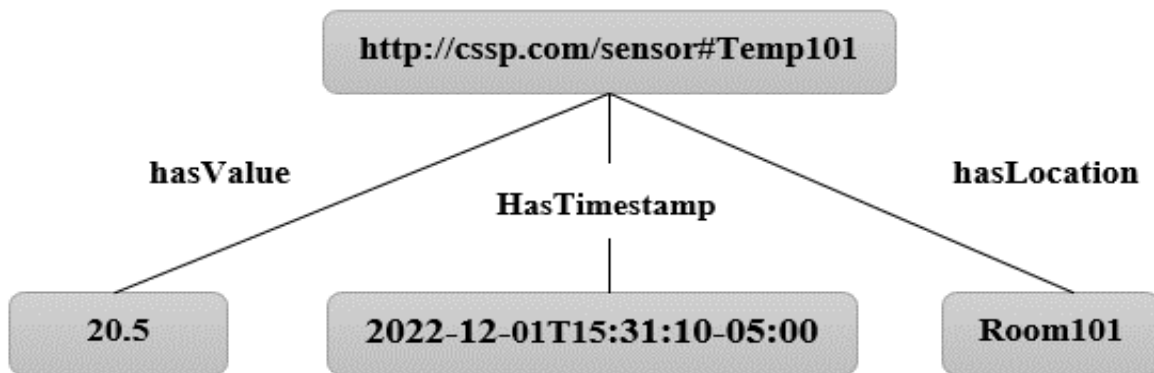 http://cssp.com/sensor#Temp101
hasValue
hasLocation
HasTimestamp
20.5
2022-12-01T15:31:10-05:00
Room101